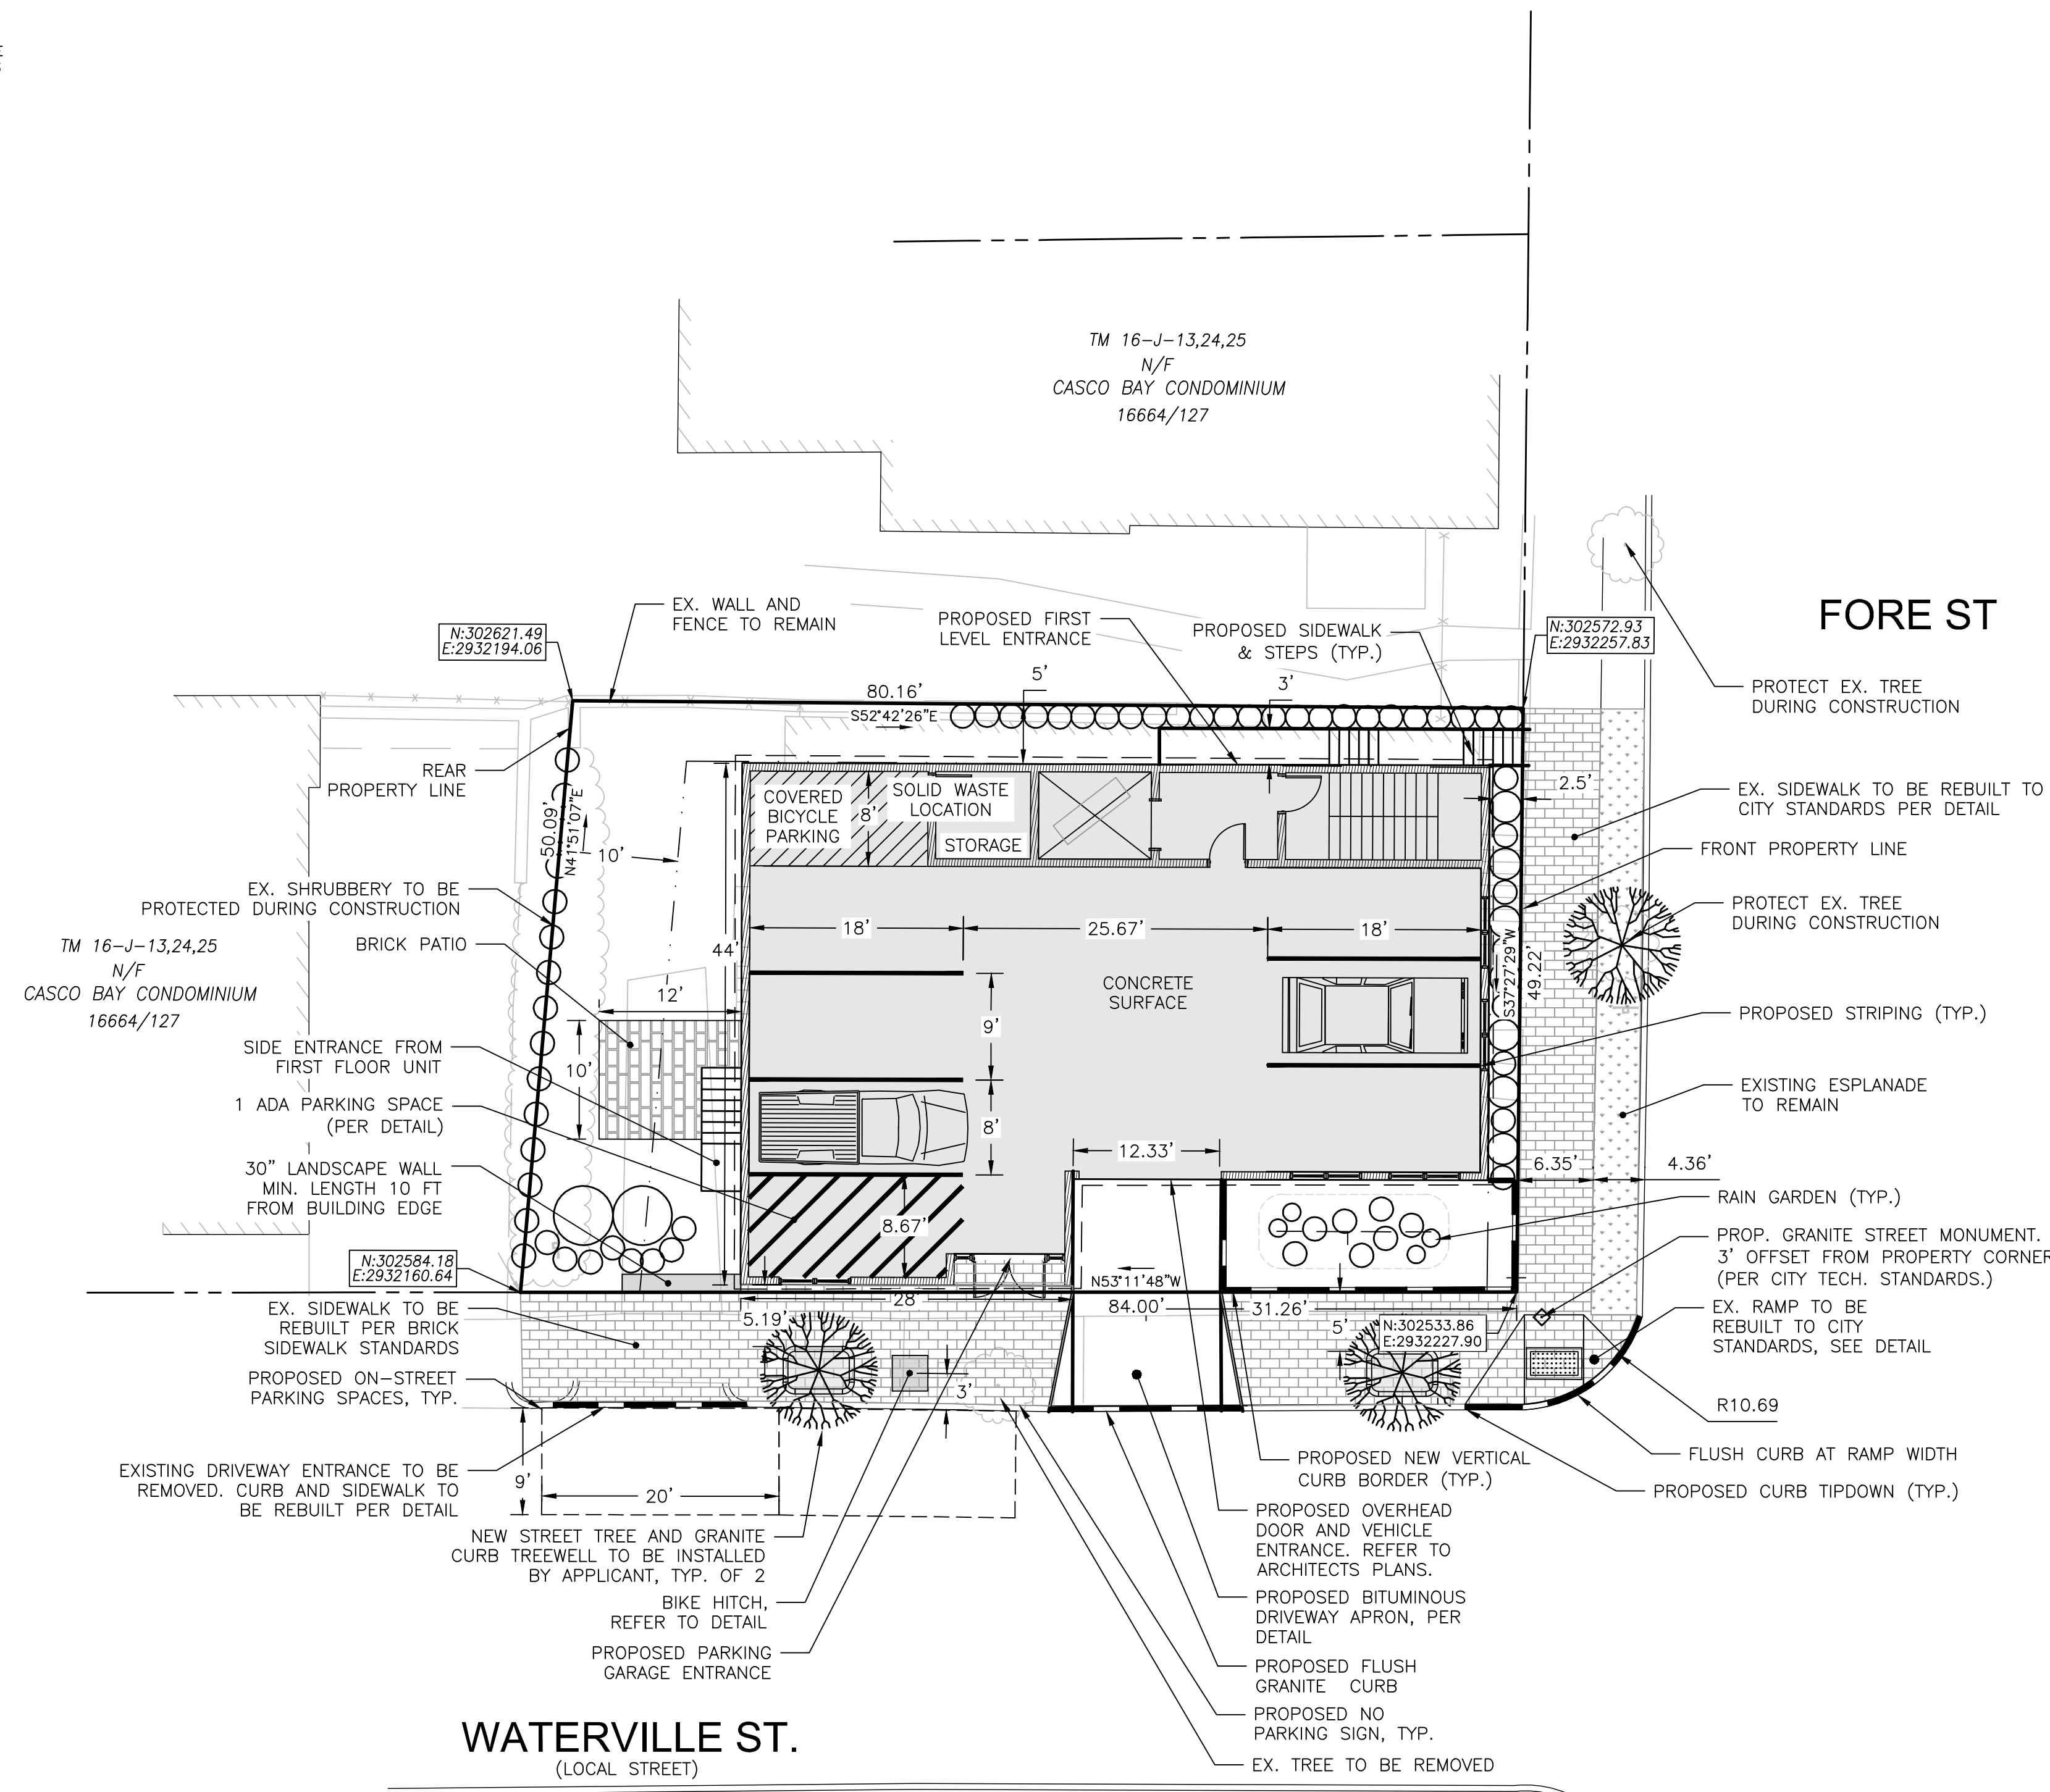 TM 16-J-13,24,25
N/F
CASCO BAY CONDOMINIUM
16664/127
FORE ST
EX. WALL AND
FENCE TO REMAIN
PROPOSED FIRST
LEVEL ENTRANCE
PROPOSED SIDEWALK
& STEPS (TYP.)
N:302621.49
E:2932194.06
N:302572.93
E:2932257.83
5'
3'
80.16'
S52°42'26"E
PROTECT EX. TREE
DURING CONSTRUCTION
REAR
PROPERTY LINE
COVERED
BICYCLE
PARKING
8'
SOLID WASTE
LOCATION
STORAGE
2.5'
EX. SIDEWALK TO BE REBUILT TO
CITY STANDARDS PER DETAIL
FRONT PROPERTY LINE
50.09'
N41°51'07"E
10'
EX. SHRUBBERY TO BE
PROTECTED DURING CONSTRUCTION
PROTECT EX. TREE
DURING CONSTRUCTION
18'
25.67'
18'
44'
BRICK PATIO
TM 16-J-13,24,25
N/F
CASCO BAY CONDOMINIUM
16664/127
12'
CONCRETE
SURFACE
S37°27'29"W
49.22'
9'
PROPOSED STRIPING (TYP.)
SIDE ENTRANCE FROM
FIRST FLOOR UNIT
10'
1 ADA PARKING SPACE
(PER DETAIL)
EXISTING ESPLANADE
TO REMAIN
8'
12.33'
30" LANDSCAPE WALL
MIN. LENGTH 10 FT
FROM BUILDING EDGE
6.35'
4.36'
RAIN GARDEN (TYP.)
8.67'
PROP. GRANITE STREET MONUMENT.
3' OFFSET FROM PROPERTY CORNER
(PER CITY TECH. STANDARDS.)
N:302584.18
E:2932160.64
N53°11'48"W
28'
84.00'
31.26'
5.19'
5'
N:302533.86
E:2932227.90
EX. SIDEWALK TO BE
REBUILT PER BRICK
SIDEWALK STANDARDS
EX. RAMP TO BE
REBUILT TO CITY
STANDARDS, SEE DETAIL
PROPOSED ON-STREET
PARKING SPACES, TYP.
3'
R10.69
FLUSH CURB AT RAMP WIDTH
PROPOSED CURB TIPDOWN (TYP.)
EXISTING DRIVEWAY ENTRANCE TO BE
REMOVED. CURB AND SIDEWALK TO
BE REBUILT PER DETAIL
9'
20'
PROPOSED NEW VERTICAL
CURB BORDER (TYP.)
NEW STREET TREE AND GRANITE
CURB TREEWELL TO BE INSTALLED
BY APPLICANT, TYP. OF 2
PROPOSED OVERHEAD
DOOR AND VEHICLE
ENTRANCE. REFER TO
ARCHITECTS PLANS.
BIKE HITCH,
REFER TO DETAIL
PROPOSED BITUMINOUS
DRIVEWAY APRON, PER
DETAIL
PROPOSED PARKING
GARAGE ENTRANCE
PROPOSED FLUSH
GRANITE CURB
PROPOSED NO
PARKING SIGN, TYP.
EX. TREE TO BE REMOVED
WATERVILLE ST.
(LOCAL STREET)